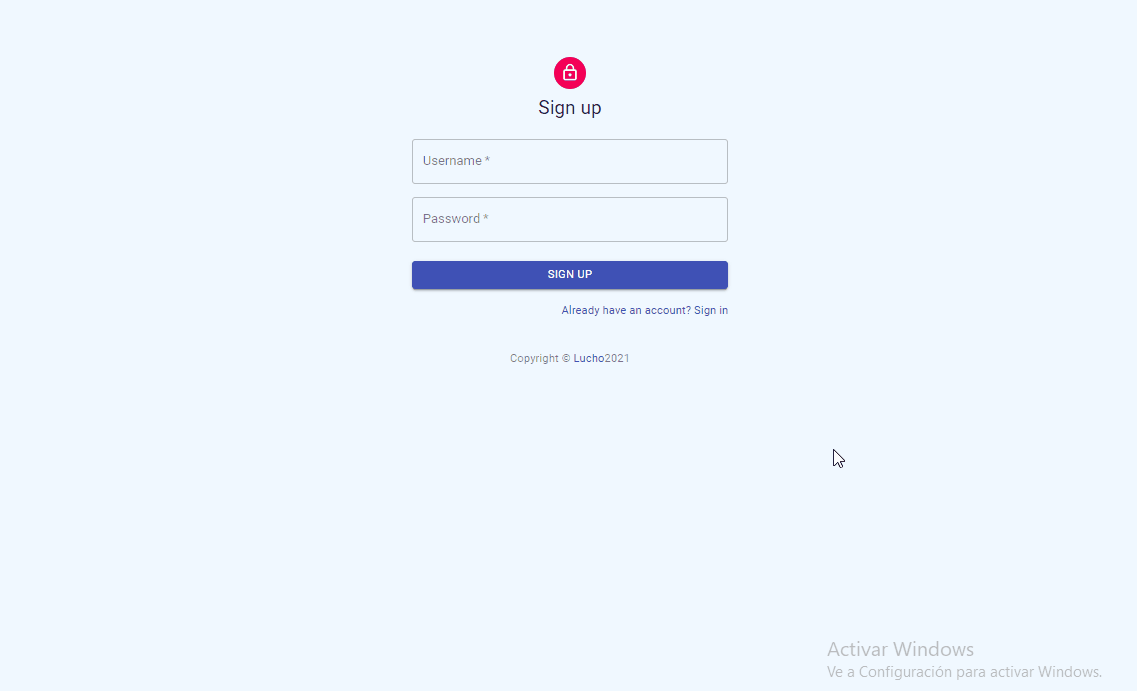 Sign up
Username *
Password *
SIGN UP
Already have an account? Sign in
Copyright © Lucho2021
Activar Windows
Ve a Configuración para activar Windows.